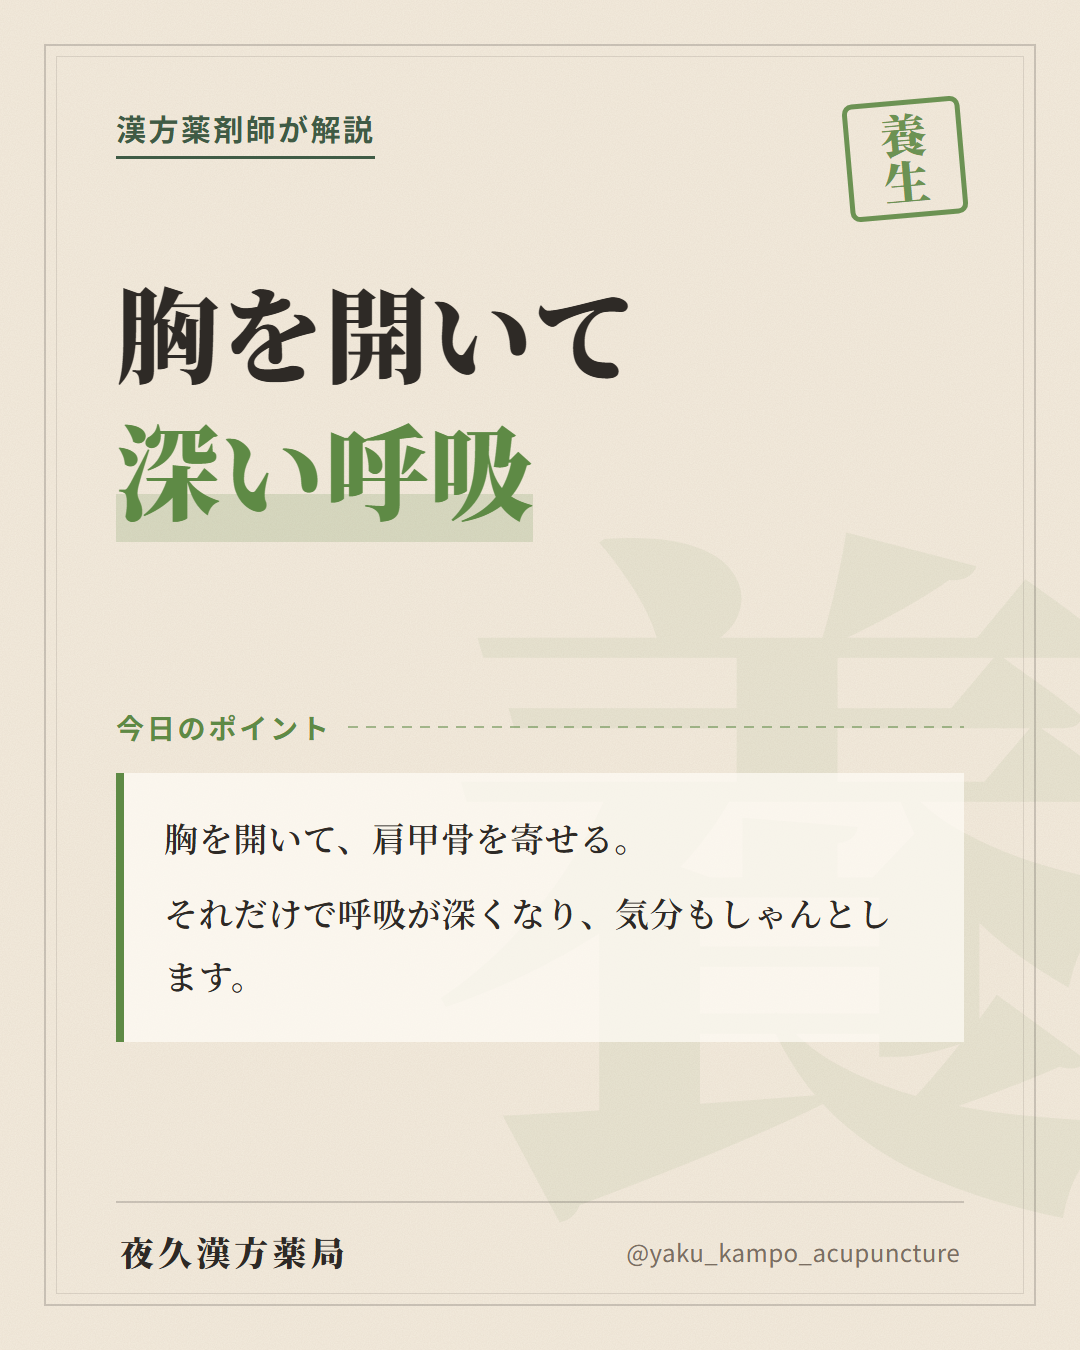 漢方薬剤師が解説
養生
胸を開いて
深い呼吸
今日のポイント
胸を開いて、肩甲骨を寄せる。
それだけで呼吸が深くなり、気分もしゃんとし
ます。
養
夜久漢方薬局
@yaku_kampo_acupuncture